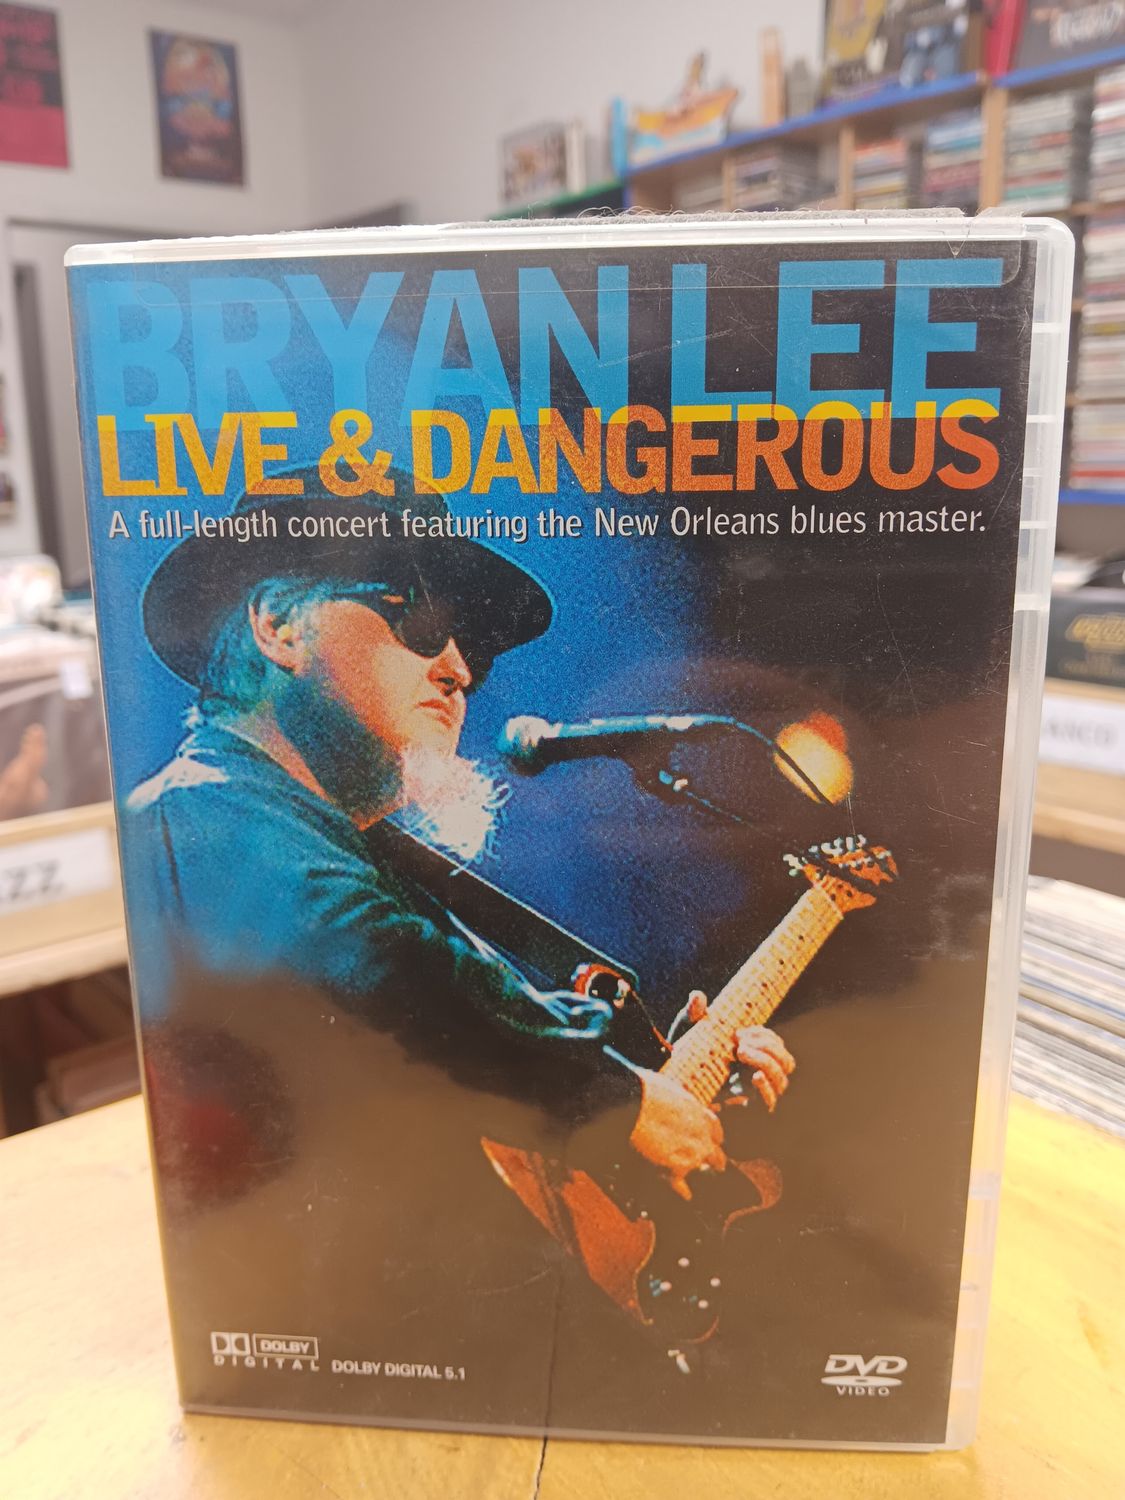 BRYAN LEE
LIVE & DANGEROUS
A full-length concert featuring the New Orleans blues master.
DOLBY
DIGITAL
DOLBY DIGITAL 5.1
DVD
VIDEO